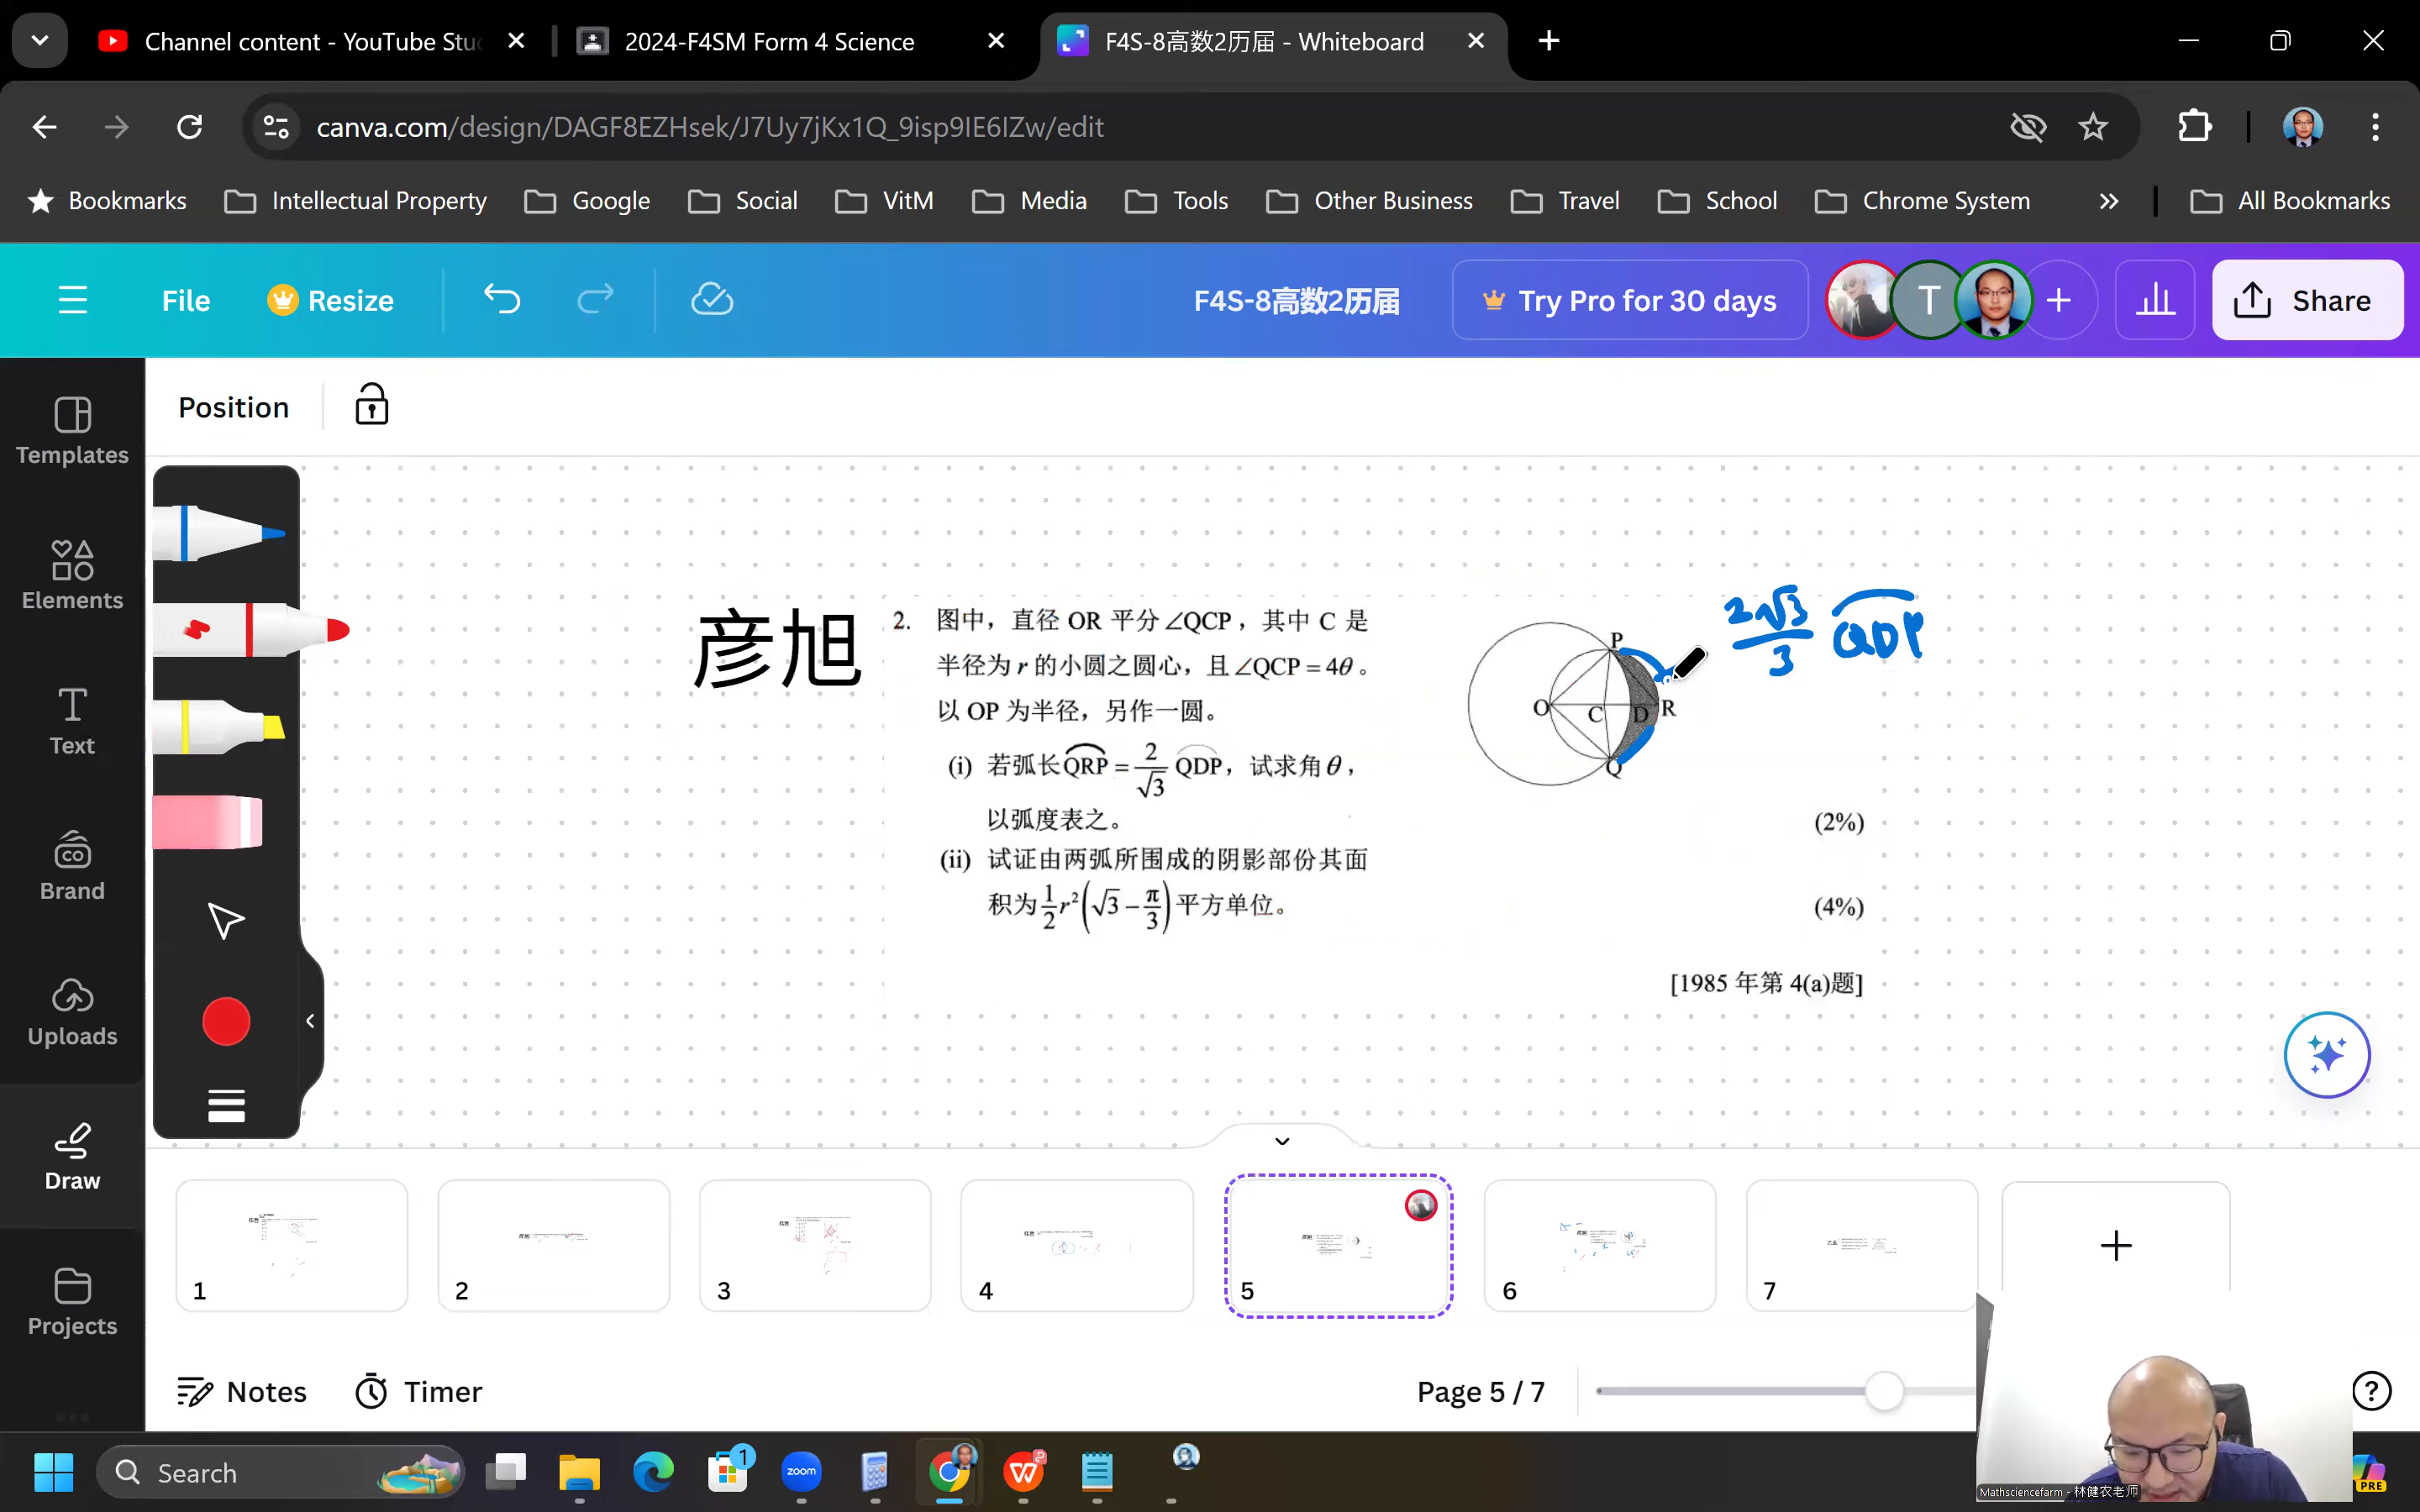 Channel content - YouTube Stu
2024-F4SM Form 4 Science
F4S-8高数2历届 - Whiteboard
canva.com/design/DAGF8EZHsek/J7Uy7jKx1Q_9isp9IE6IZw/edit
Bookmarks Intellectual Property Google Social VitM Media Tools Other Business Travel School Chrome System » All Bookmarks
File Resize F4S-8高数2历届 Try Pro for 30 days T Share
Position
Templates
Elements
Text
Brand
Uploads
Draw
Projects
彦旭
2. 图中，直径 OR 平分∠QCP，其中 C 是
半径为 r 的小圆之圆心，且∠QCP = 4θ。
以 OP 为半径，另作一圆。
(i) 若弧长QRP = 2/√3 QDP，试求角θ，
以弧度表之。
(2%)
(ii) 试证由两弧所围成的阴影部份其面
积为 1/2 r²(√3 − π/3) 平方单位。
(4%)
[1985 年第 4(a)题]
P
O C D R
Q
2√3/3 QDP
1 2 3 4 5 6 7
Notes Timer Page 5 / 7
Search
1
zoom
PRE
Mathsciencefarm - 林健农老师